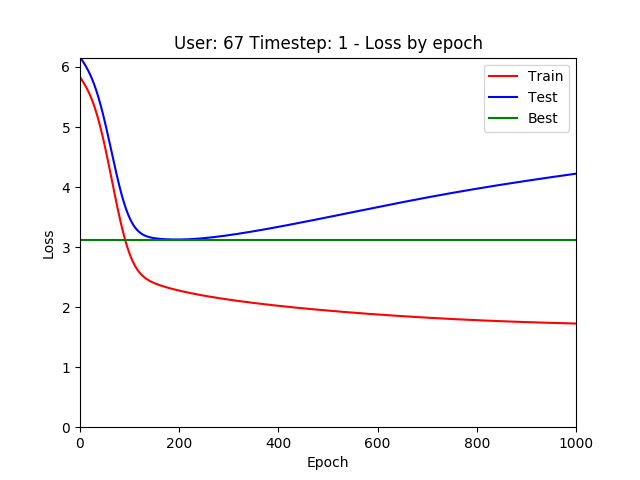 User: 67 Timestep: 1 - Loss by epoch
6
5
4
3
2
1
0
Loss
Train
Test
Best
0 200 400 600 800 1000
Epoch